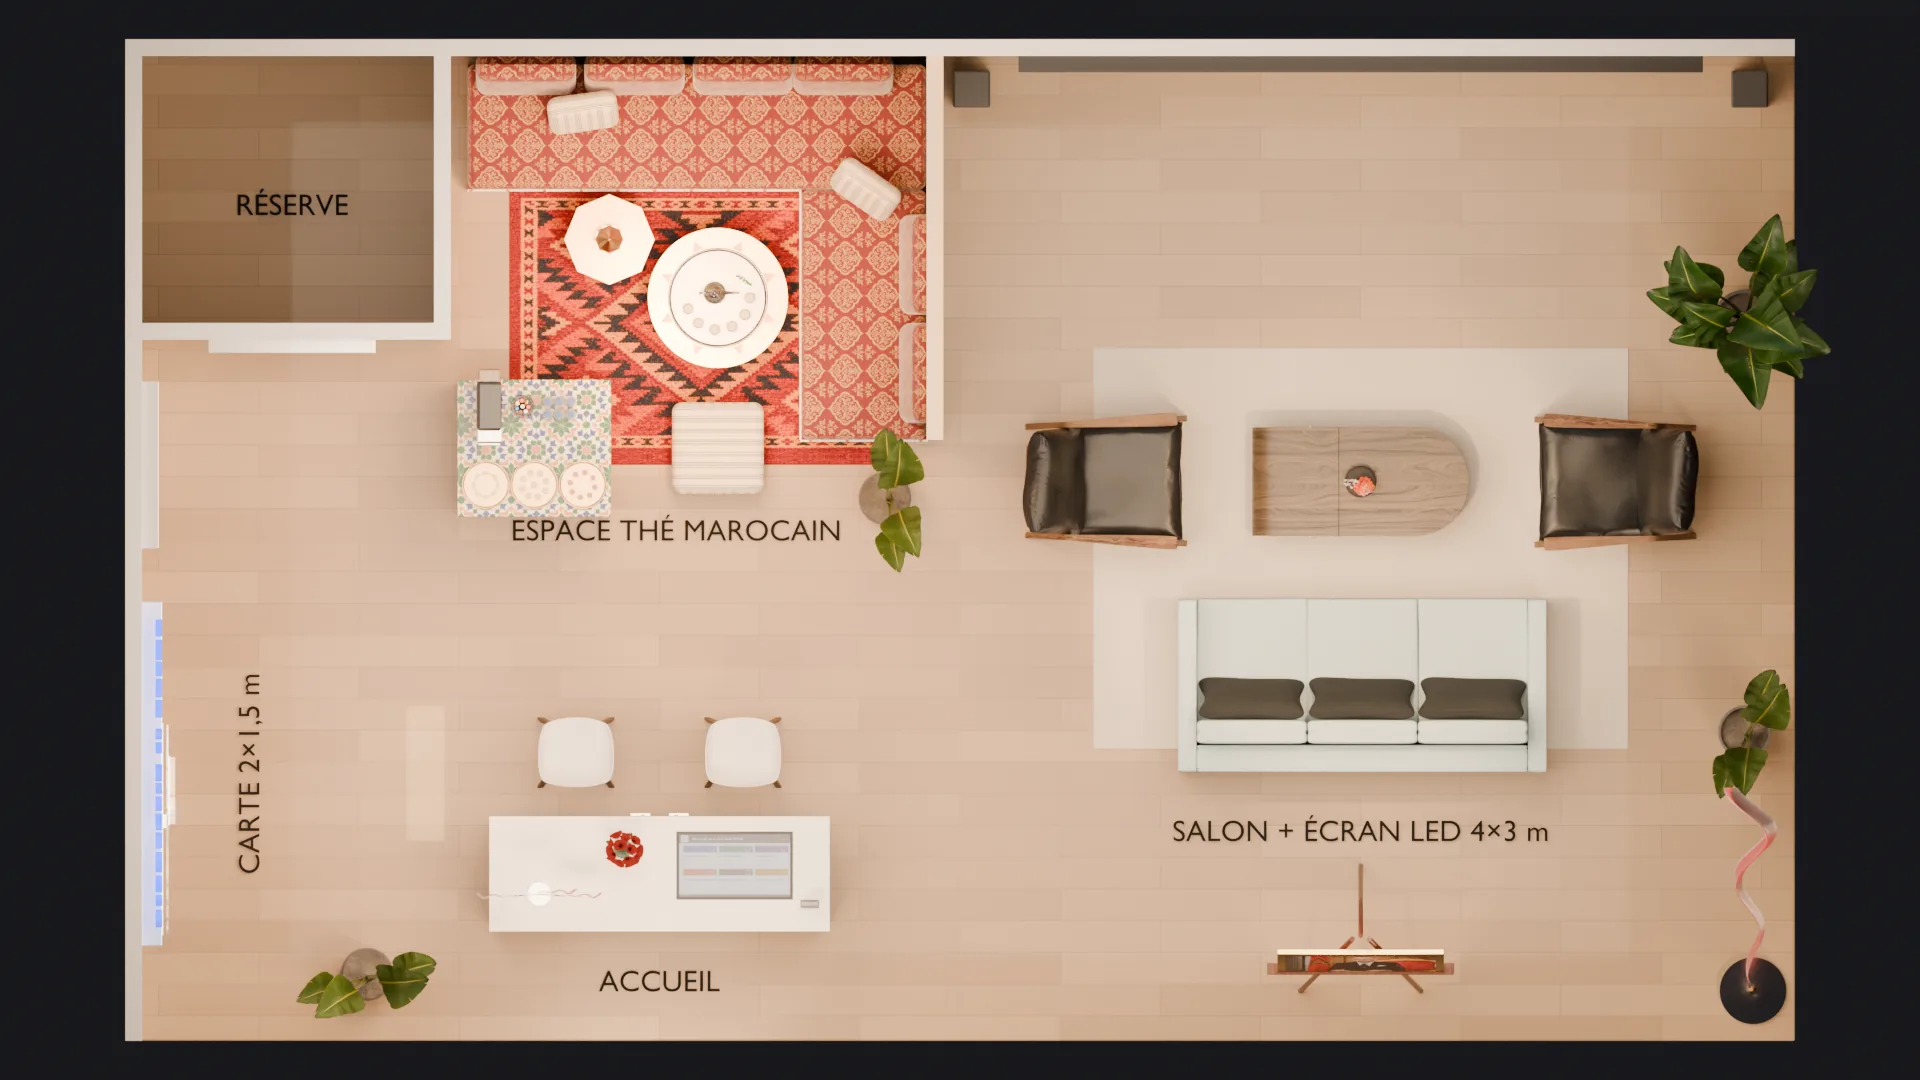 RÉSERVE
ESPACE THÉ MAROCAIN
CARTE 2×1,5 m
SALON + ÉCRAN LED 4×3 m
ACCUEIL